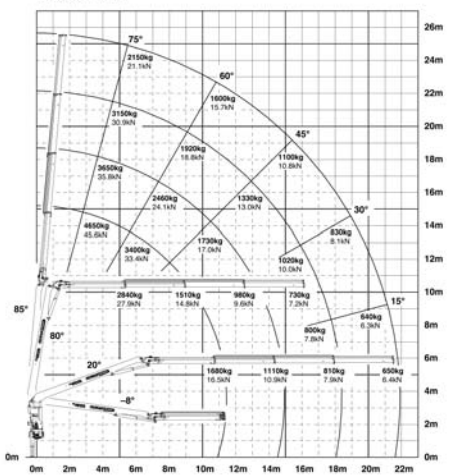 26m
75°
2150kg
21.1kN
24m
60°
1600kg
15.7kN
22m
3150kg
30.9kN
45°
20m
1920kg
18.8kN
1100kg
10.8kN
18m
3650kg
35.8kN
2460kg
24.1kN
1330kg
13.0kN
30°
16m
4650kg
45.6kN
830kg
8.1kN
14m
3400kg
33.4kN
1730kg
17.0kN
1020kg
10.0kN
12m
85°
2840kg
27.9kN
1510kg
14.8kN
980kg
9.6kN
730kg
7.2kN
15°
10m
80°
800kg
7.8kN
640kg
6.3kN
8m
20°
6m
1680kg
16.5kN
1110kg
10.9kN
810kg
7.9kN
650kg
6.4kN
-8°
4m
2m
0m
0m
0m 2m 4m 6m 8m 10m 12m 14m 16m 18m 20m 22m